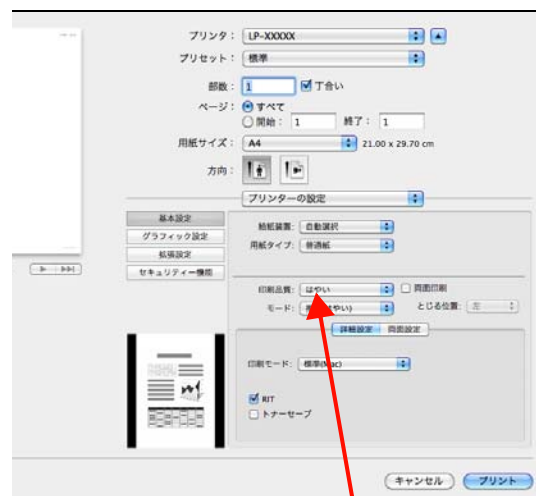 プリンタ： LP-XXXXX
プリセット： 標準
部数： 1 丁合い
ページ： すべて
開始： 1 終了： 1
用紙サイズ： A4 21.00 x 29.70 cm
方向：
プリンターの設定
基本設定
グラフィック設定
拡張設定
セキュリティー機能
給紙装置： 自動選択
用紙タイプ： 普通紙
印刷品質： はやい 両面印刷
モード： はやい) とじる位置： 左
詳細設定 両面設定
印刷モード： 標準(Mac)
RIT
トナーセーブ
キャンセル プリント